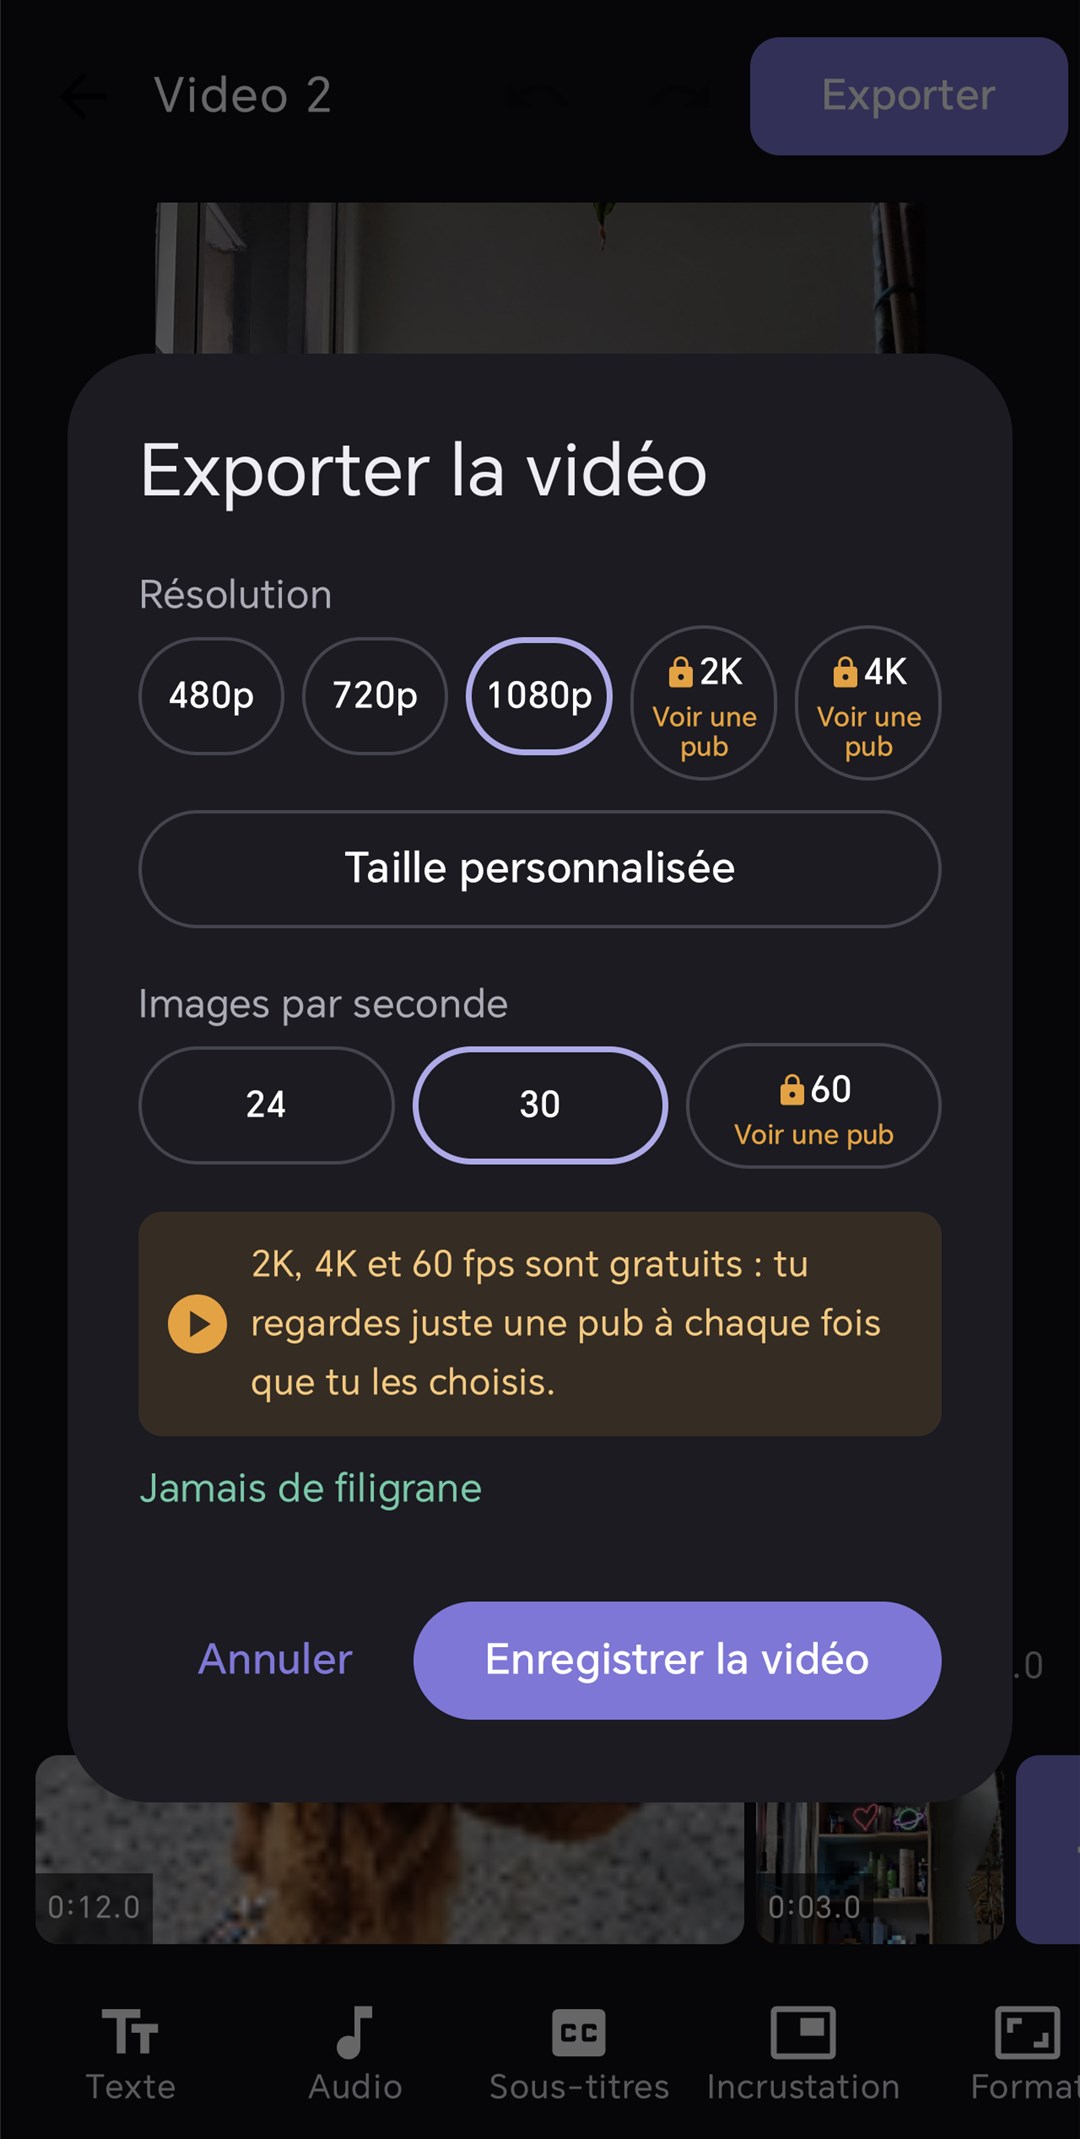 Video 2
Exporter
Exporter la vidéo
Résolution
480p
720p
1080p
2K
Voir une
pub
4K
Voir une
pub
Taille personnalisée
Images par seconde
24
30
60
Voir une pub
2K, 4K et 60 fps sont gratuits : tu
regardes juste une pub à chaque fois
que tu les choisis.
Jamais de filigrane
Annuler
Enregistrer la vidéo
.0
0:12.0
0:03.0
Texte
Audio
CC
Sous-titres
Incrustation
Format